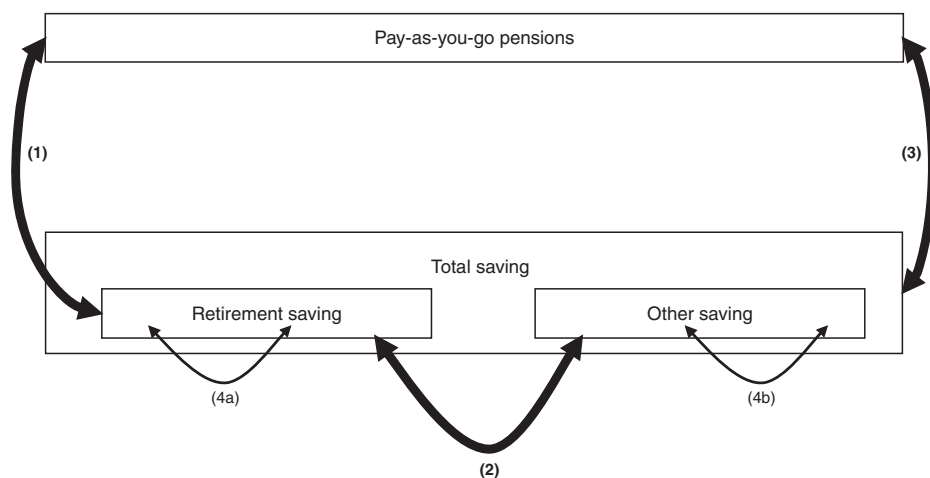 Pay-as-you-go pensions
(1)
(3)
Total saving
Retirement saving
Other saving
(4a)
(4b)
(2)